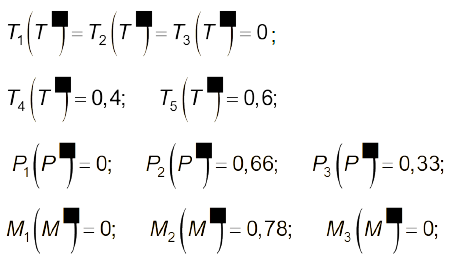 T₁(T■) = T₂(T■) = T₃(T■) = 0;
T₄(T■) = 0,4; T₅(T■) = 0,6;
P₁(P■) = 0; P₂(P■) = 0,66; P₃(P■) = 0,33;
M₁(M■) = 0; M₂(M■) = 0,78; M₃(M■) = 0;